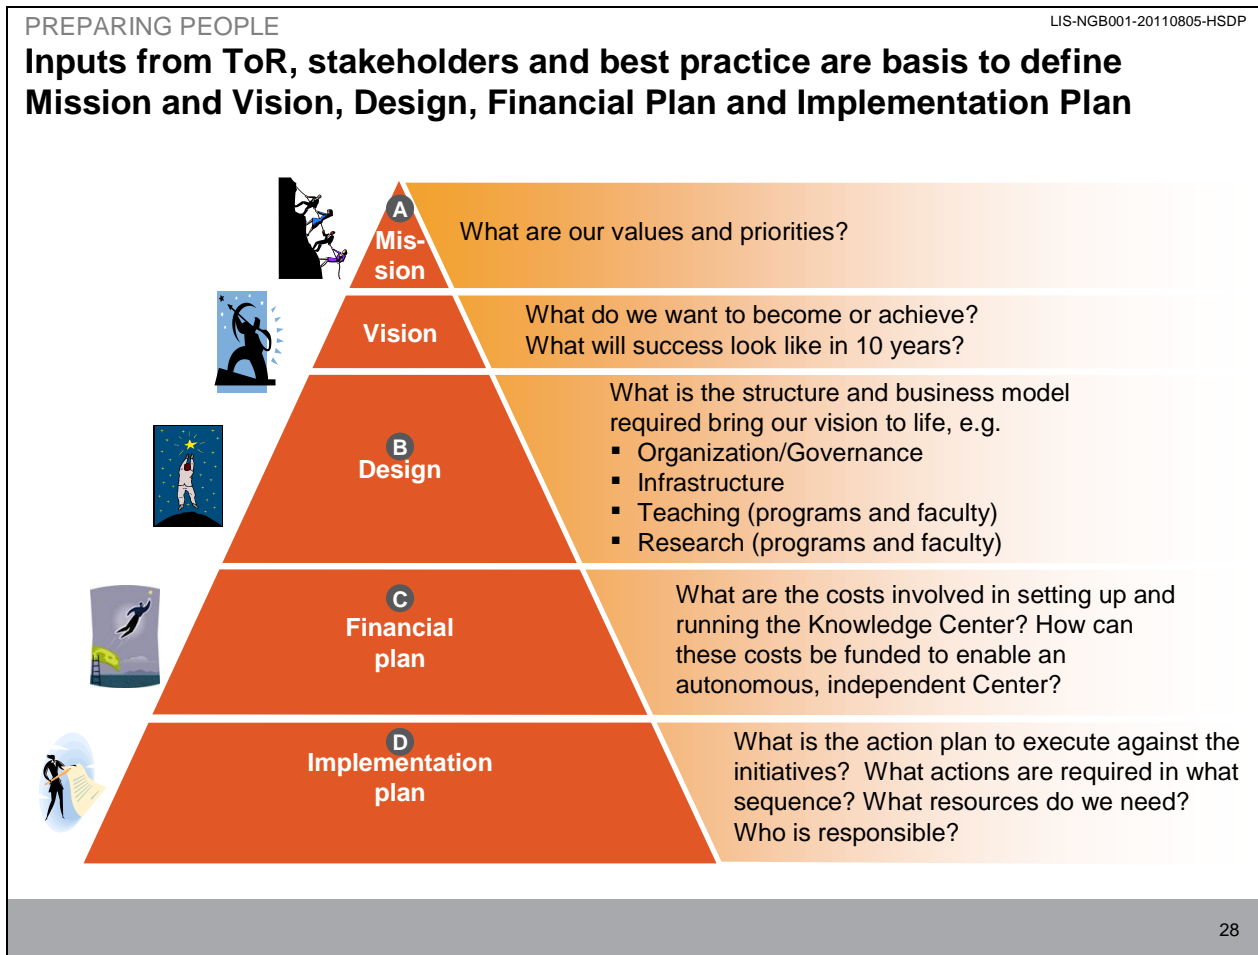 PREPARING PEOPLE
LIS-NGB001-20110805-HSDP
Inputs from ToR, stakeholders and best practice are basis to define
Mission and Vision, Design, Financial Plan and Implementation Plan
A
Mis-
sion
What are our values and priorities?
Vision
What do we want to become or achieve?
What will success look like in 10 years?
B
Design
What is the structure and business model
required bring our vision to life, e.g.
▪ Organization/Governance
▪ Infrastructure
▪ Teaching (programs and faculty)
▪ Research (programs and faculty)
C
Financial
plan
What are the costs involved in setting up and
running the Knowledge Center? How can
these costs be funded to enable an
autonomous, independent Center?
D
Implementation
plan
What is the action plan to execute against the
initiatives?  What actions are required in what
sequence? What resources do we need?
Who is responsible?
28